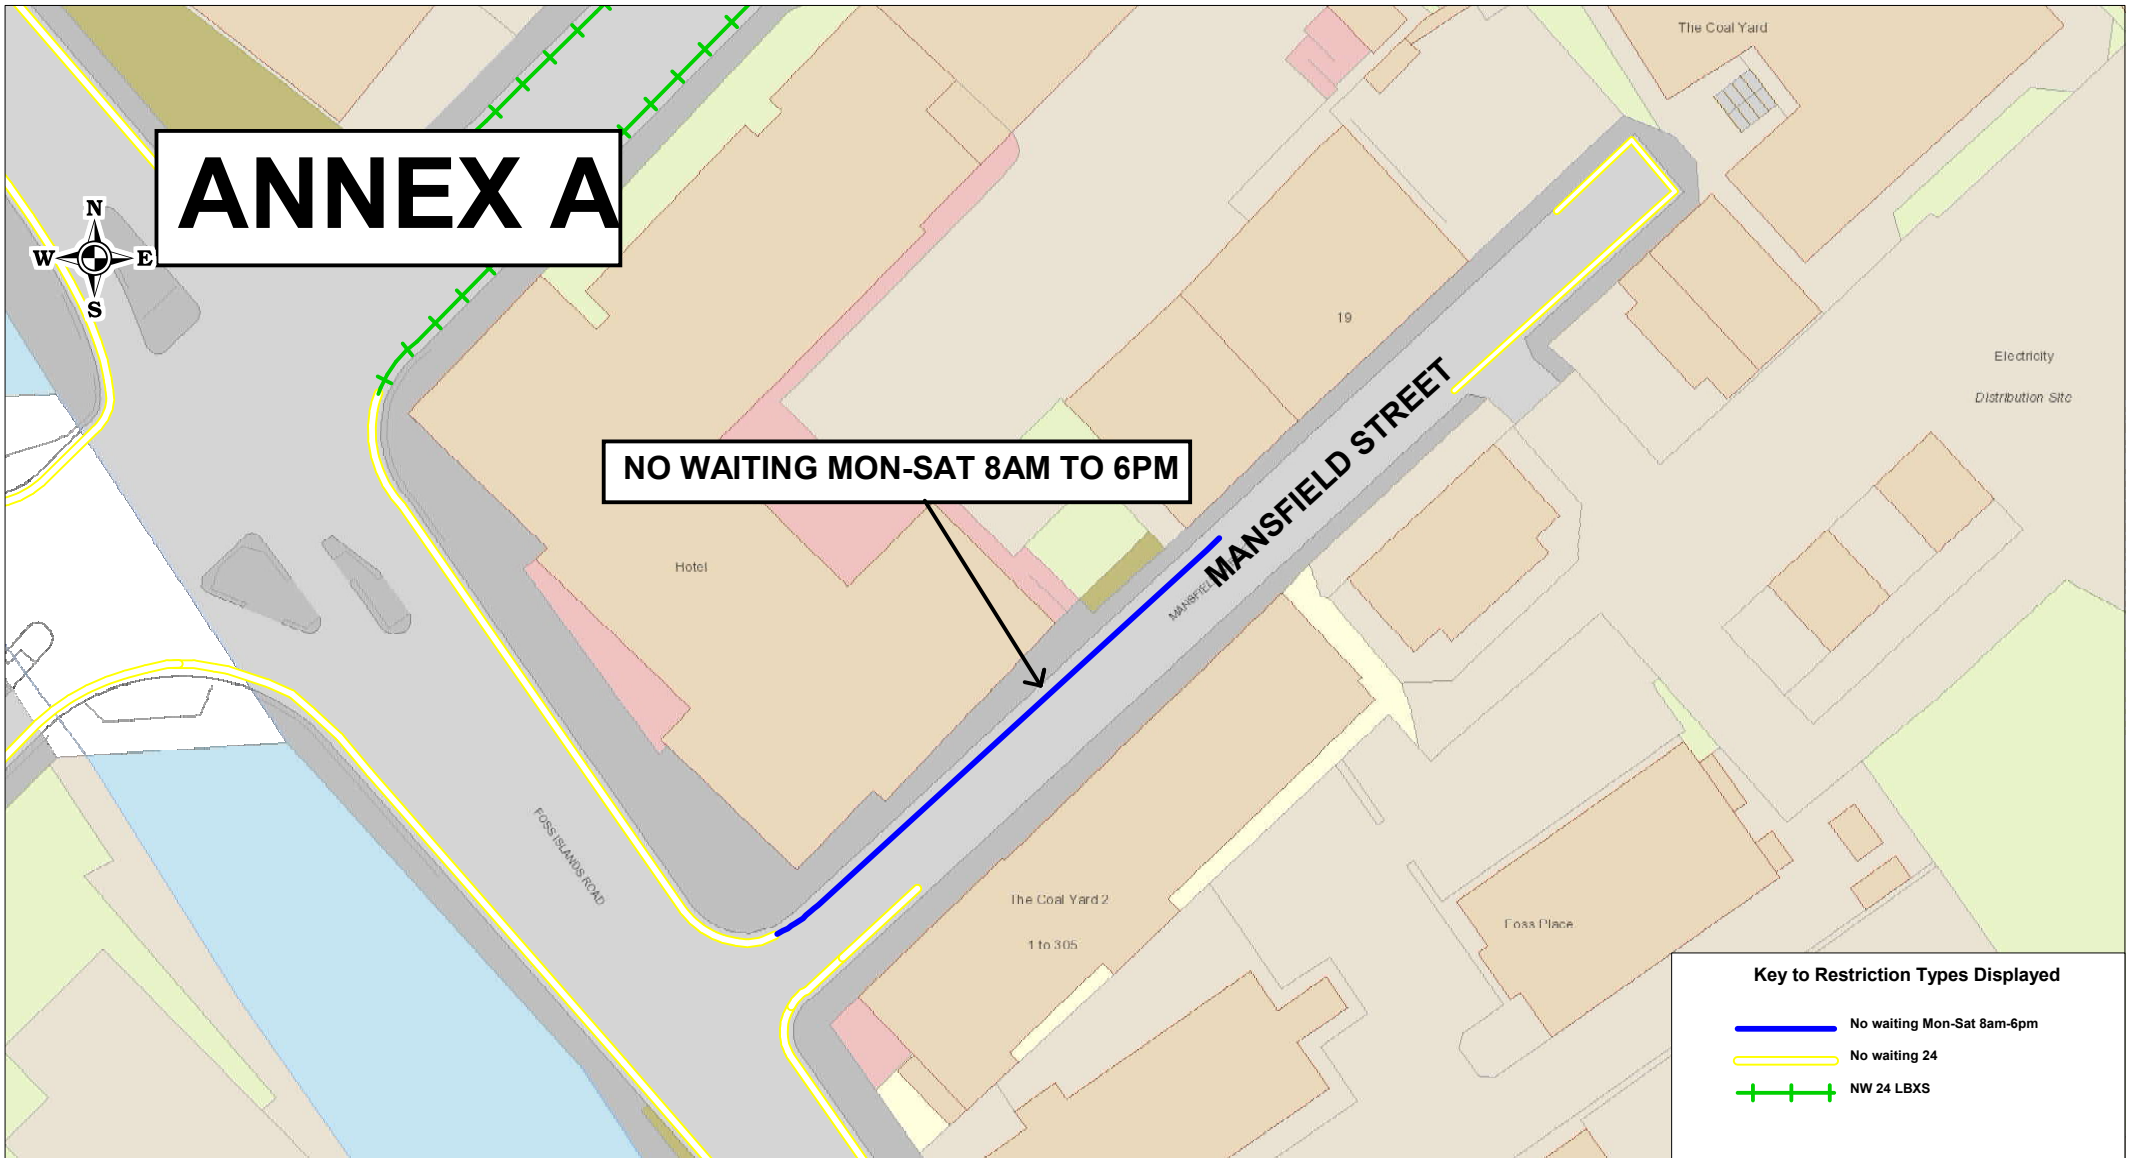 The Coal Yard
ANNEX A
N
W E
S
19
Electricity
Distribution Site
MANSFIELD STREET
NO WAITING MON-SAT 8AM TO 6PM
Hotel
FOSS ISLANDS ROAD
The Coal Yard 2
1 to 305
Foss Place
Key to Restriction Types Displayed
No waiting Mon-Sat 8am-6pm
No waiting 24
NW 24 LBXS